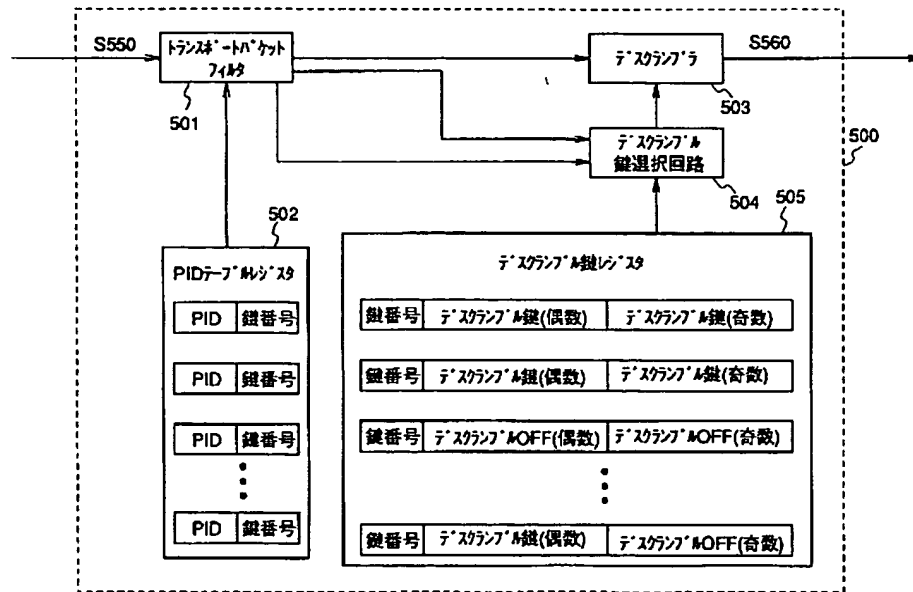 S550
トランスポートパケット
フィルタ
501
デスクランブラ
503
S560
デスクランブル
鍵選択回路
504
500
502
PIDテーブルレジスタ
PID 鍵番号
PID 鍵番号
PID 鍵番号
PID 鍵番号
505
デスクランブル鍵レジスタ
鍵番号 デスクランブル鍵(偶数) デスクランブル鍵(奇数)
鍵番号 デスクランブル鍵(偶数) デスクランブル鍵(奇数)
鍵番号 デスクランブルOFF(偶数) デスクランブルOFF(奇数)
鍵番号 デスクランブル鍵(偶数) デスクランブルOFF(奇数)